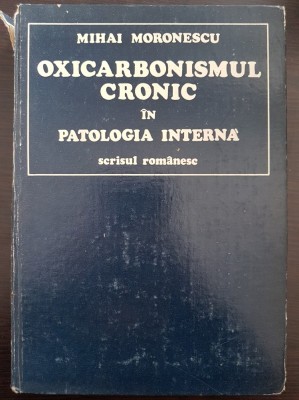 MIHAI MORONESCU
OXICARBONISMUL
CRONIC
ÎN
PATOLOGIA INTERNĂ
scrisul românesc